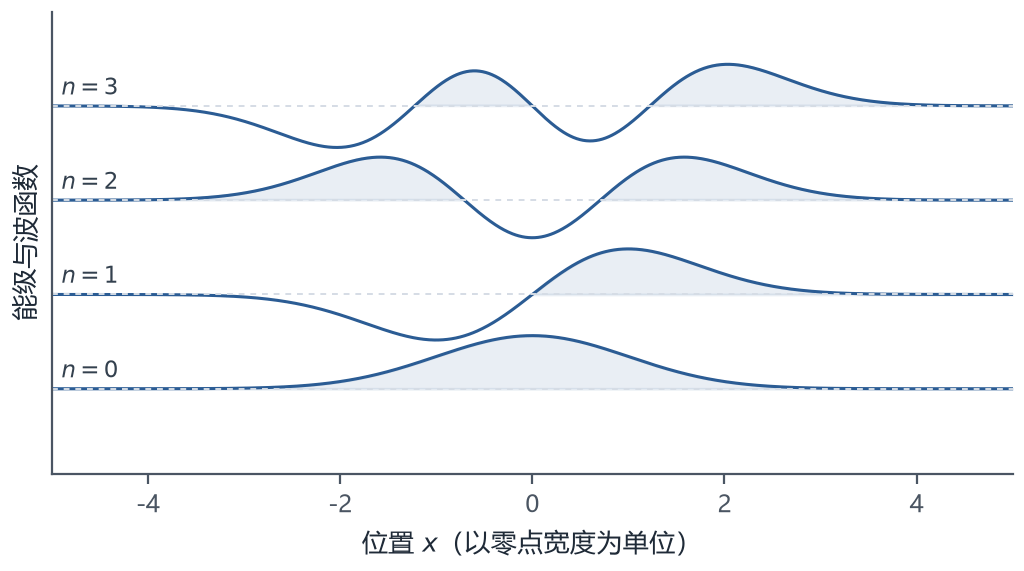 n = 3
n = 2
n = 1
n = 0
能级与波函数
-4 -2 0 2 4
位置 x（以零点宽度为单位）